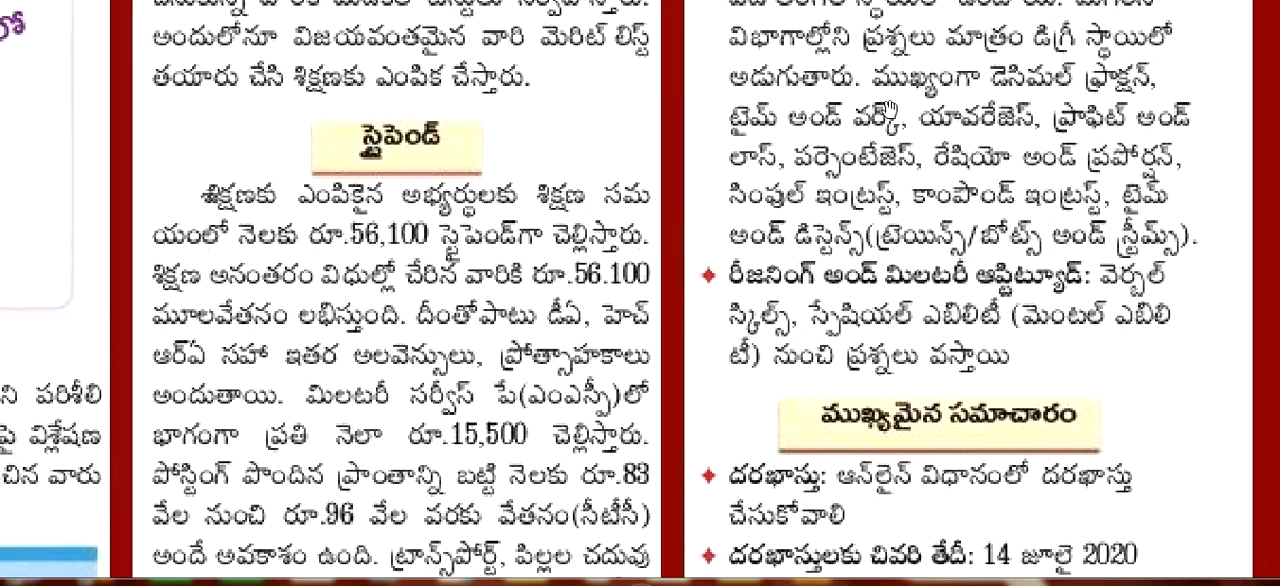 లో
ని పరిశీలి
పై విశ్లేషణ
చిన వారు
అందులోనూ విజయవంతమైన వారి మెరిట్ లిస్ట్
తయారు చేసి శిక్షణకు ఎంపిక చేస్తారు.
స్టైపెండ్
శిక్షణకు ఎంపికైన అభ్యర్థులకు శిక్షణ సమ
యంలో నెలకు రూ.56,100 స్టైపెండ్‌గా చెల్లిస్తారు.
శిక్షణ అనంతరం విధుల్లో చేరిన వారికి రూ.56.100
మూలవేతనం లభిస్తుంది. దీంతోపాటు డీఏ, హెచ్
ఆర్ఏ సహా ఇతర అలవెన్సులు, ప్రోత్సాహకాలు
అందుతాయి. మిలటరీ సర్వీస్ పే(ఎంఎస్పీ)లో
భాగంగా ప్రతి నెలా రూ.15,500 చెల్లిస్తారు.
పోస్టింగ్ పొందిన ప్రాంతాన్ని బట్టి నెలకు రూ.83
వేల నుంచి రూ.96 వేల వరకు వేతనం(సీటీసీ)
అందే అవకాశం ఉంది. ట్రాన్స్‌పోర్ట్, పిల్లల చదువు
విభాగాల్లోని ప్రశ్నలు మాత్రం డిగ్రీ స్థాయిలో
అడుగుతారు. ముఖ్యంగా డెసిమల్ ఫ్రాక్షన్,
టైమ్ అండ్ వర్క్, యావరేజెస్, ప్రాఫిట్ అండ్
లాస్, పర్సెంటేజెస్, రేషియో అండ్ ప్రపోర్షన్,
సింపుల్ ఇంట్రస్ట్, కాంపౌండ్ ఇంట్రస్ట్, టైమ్
అండ్ డిస్టెన్స్(ట్రెయిన్స్/బోట్స్ అండ్ స్ట్రీమ్స్).
♦ రీజనింగ్ అండ్ మిలటరీ ఆప్టిట్యూడ్: వెర్బల్
స్కిల్స్, స్పేషియల్ ఎబిలిటీ (మెంటల్ ఎబిలి
టీ) నుంచి ప్రశ్నలు వస్తాయి
ముఖ్యమైన సమాచారం
♦ దరఖాస్తు: ఆన్‌లైన్ విధానంలో దరఖాస్తు
చేసుకోవాలి
♦ దరఖాస్తులకు చివరి తేదీ: 14 జూలై 2020